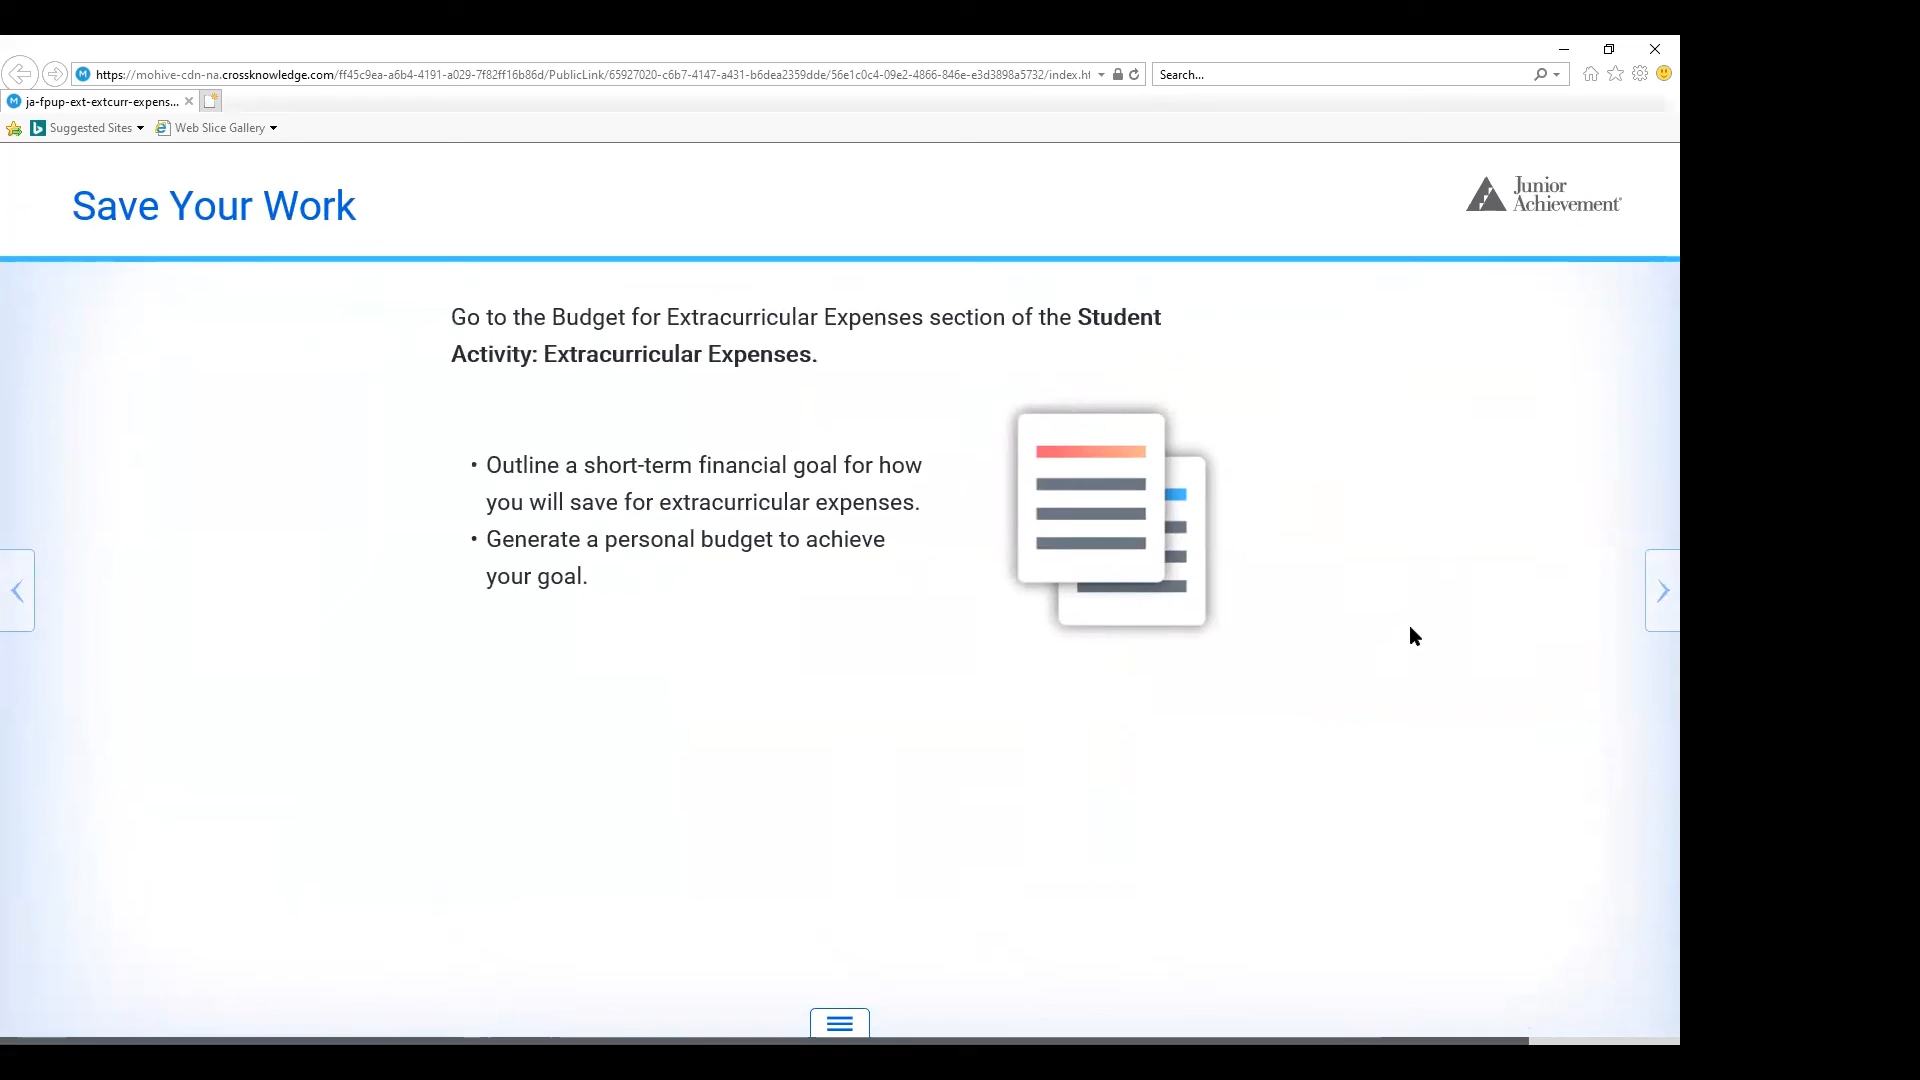 https://mohive-cdn-na.crossknowledge.com/ff45c9ea-a6b4-4191-a029-7f82ff16b86d/PublicLink/65927020-c6b7-4147-a431-b6dea2359dde/56e1c0c4-09e2-4866-846e-e3d3898a5732/index.ht
Search...
ja-fpup-ext-extcurr-expens...
Suggested Sites
Web Slice Gallery
Save Your Work
Junior
Achievement®
Go to the Budget for Extracurricular Expenses section of the Student
Activity: Extracurricular Expenses.
• Outline a short-term financial goal for how
you will save for extracurricular expenses.
• Generate a personal budget to achieve
your goal.